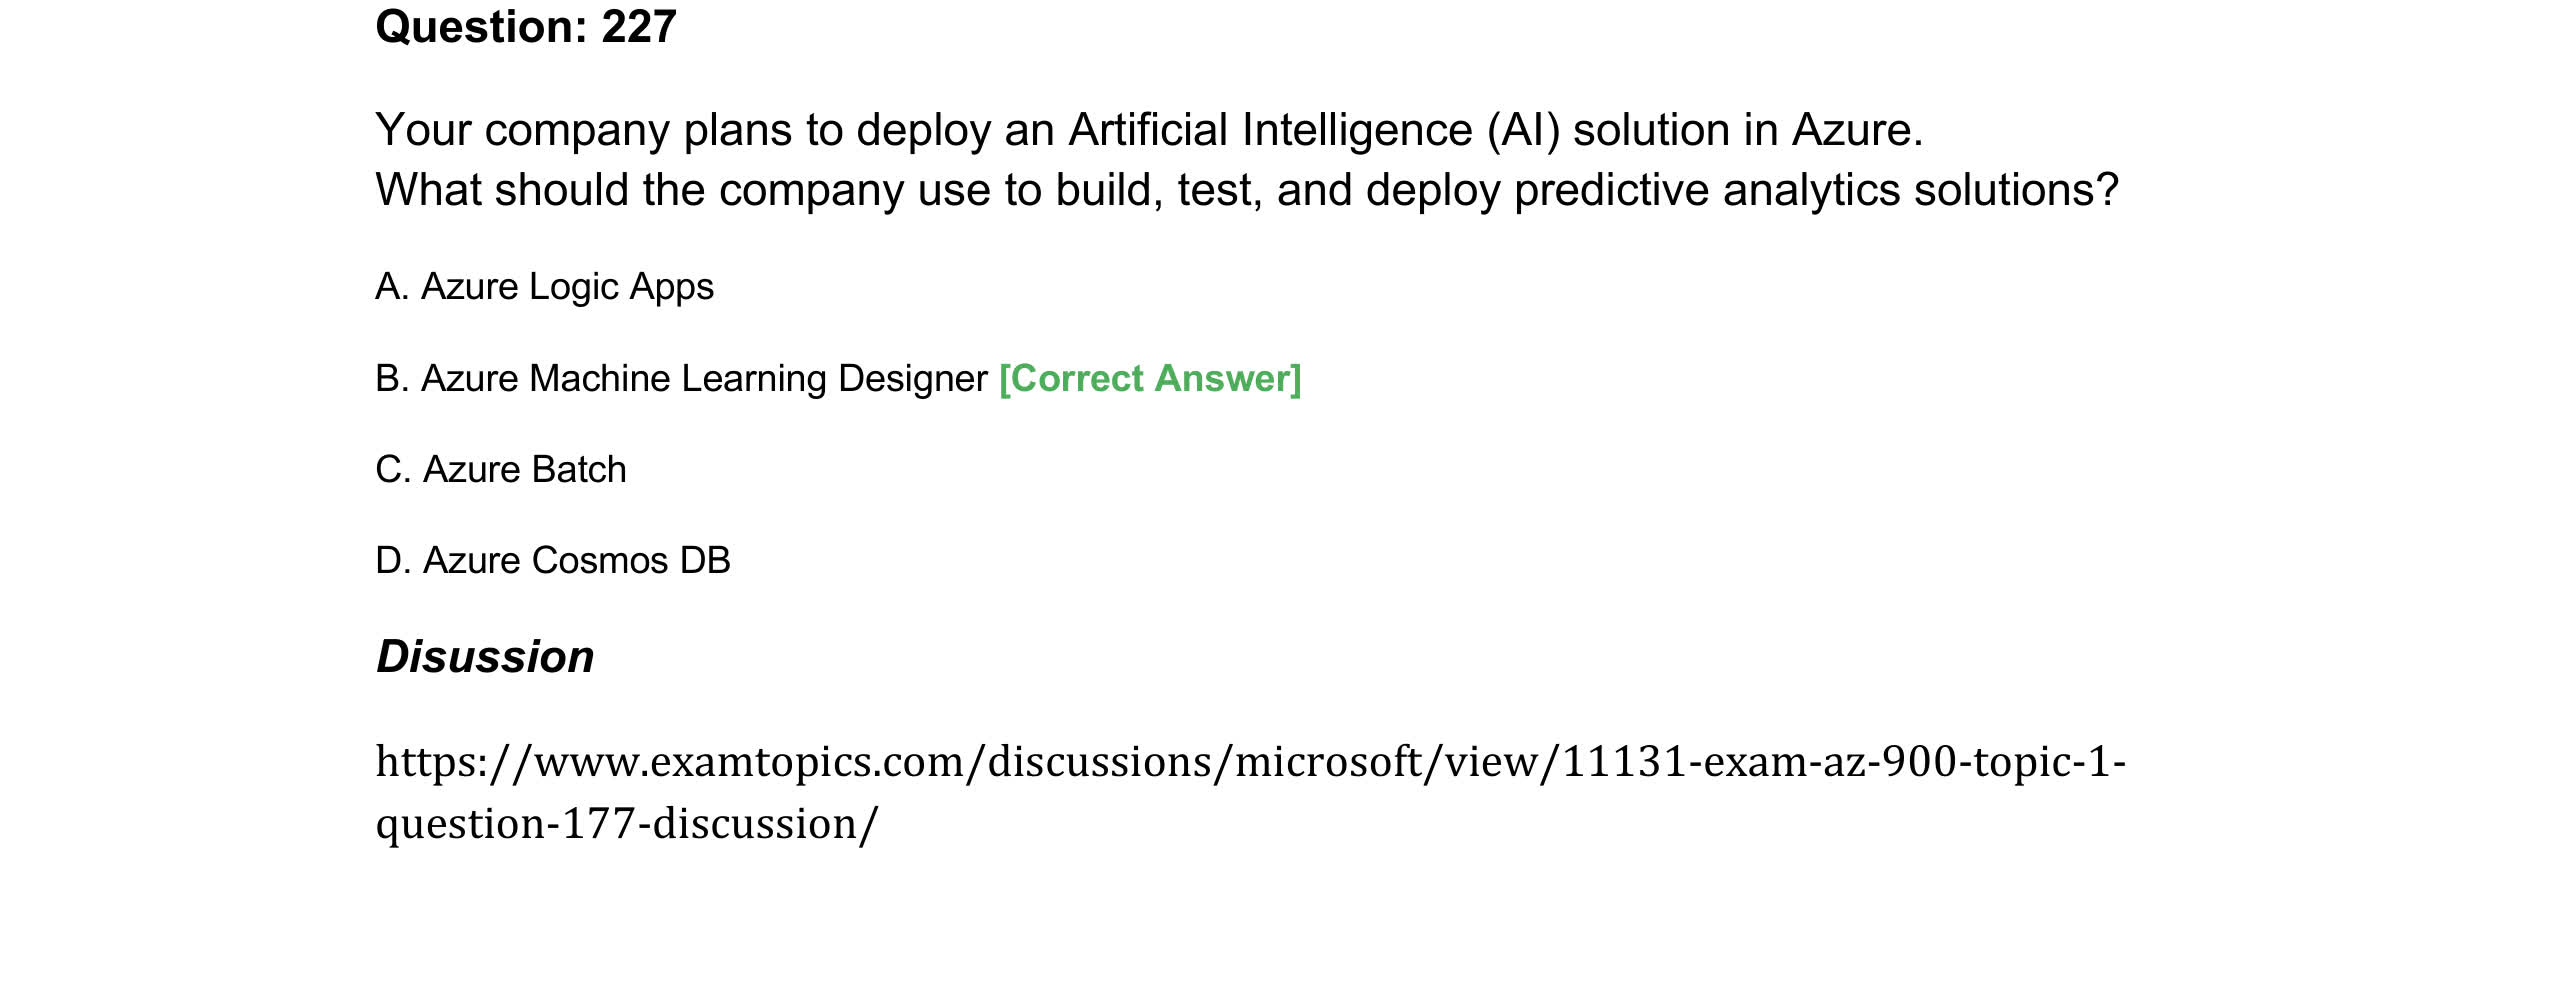 Question: 227
Your company plans to deploy an Artificial Intelligence (AI) solution in Azure.
What should the company use to build, test, and deploy predictive analytics solutions?
A. Azure Logic Apps
B. Azure Machine Learning Designer [Correct Answer]
C. Azure Batch
D. Azure Cosmos DB
Disussion
https://www.examtopics.com/discussions/microsoft/view/11131-exam-az-900-topic-1-
question-177-discussion/